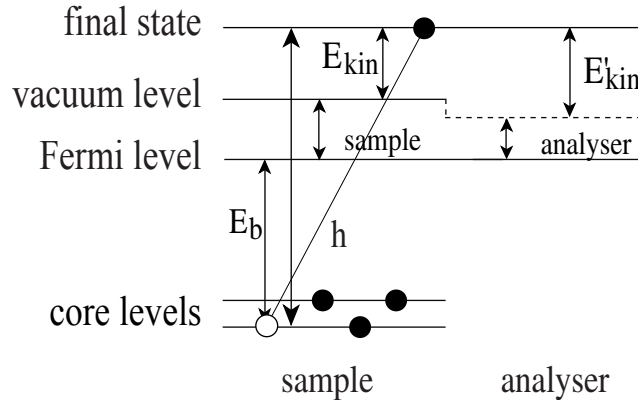 final state
E_kin
E'_kin
vacuum level
sample
analyser
Fermi level
E_b
h
core levels
sample analyser